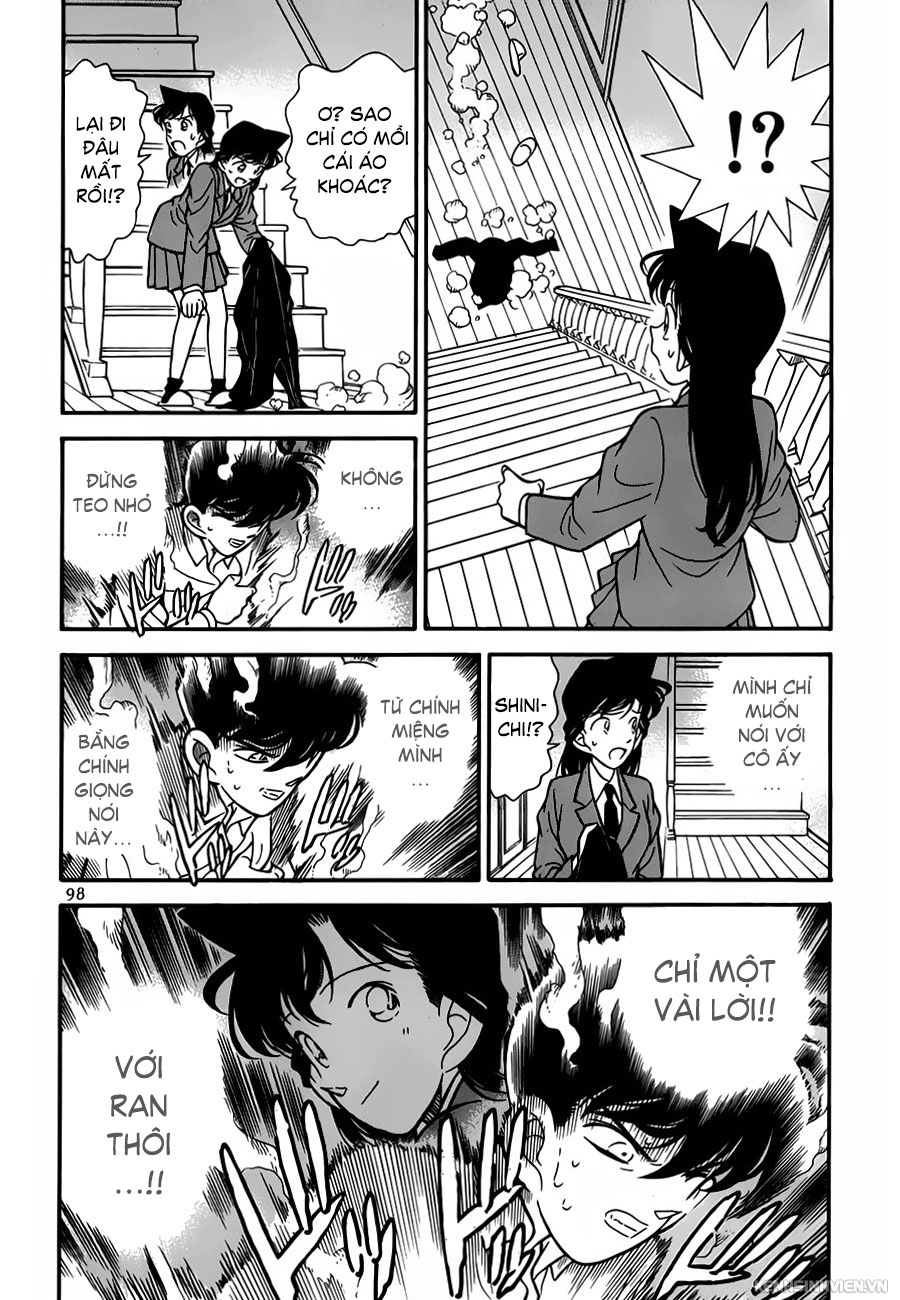 !?
Ơ? SAO
CHỈ CÓ MỖI
CÁI ÁO
KHOÁC?
LẠI ĐI
ĐÂU
MẤT
RỒI!?
KHÔNG
...
ĐỪNG
TEO NHỎ
...!!
MÌNH CHỈ
MUỐN
NÓI VỚI
CÔ ẤY
...
SHINI-
CHI!?
TỪ CHÍNH
MIỆNG
MÌNH
...
BẰNG
CHÍNH
GIỌNG
NÓI
NÀY...
98
CHỈ MỘT
VÀI LỜI!!
VỚI
RAN
THÔI
...!!
KENHSINHVIEN.VN